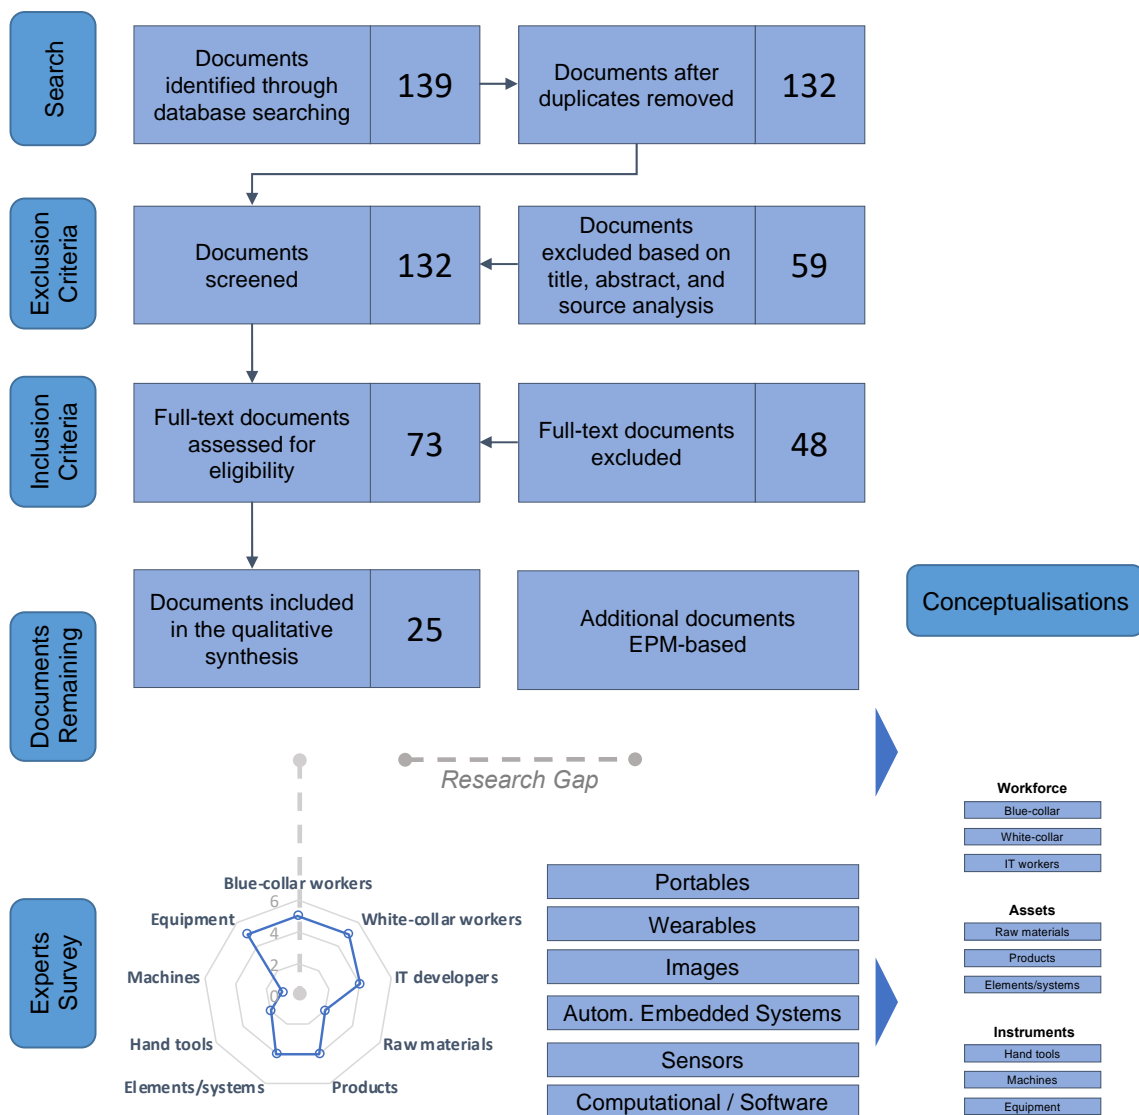 Search
Documents
identified through
database searching
139
Documents after
duplicates removed
132
Exclusion
Criteria
Documents
screened
132
Documents
excluded based on
title, abstract, and
source analysis
59
Inclusion
Criteria
Full-text documents
assessed for
eligibility
73
Full-text documents
excluded
48
Documents
Remaining
Documents included
in the qualitative
synthesis
25
Additional documents
EPM-based
Conceptualisations
Research Gap
Experts
Survey
Blue-collar workers
White-collar workers
IT developers
Raw materials
Products
Elements/systems
Hand tools
Machines
Equipment
6
4
2
0
Portables
Wearables
Images
Autom. Embedded Systems
Sensors
Computational / Software
Workforce
Blue-collar
White-collar
IT workers
Assets
Raw materials
Products
Elements/systems
Instruments
Hand tools
Machines
Equipment